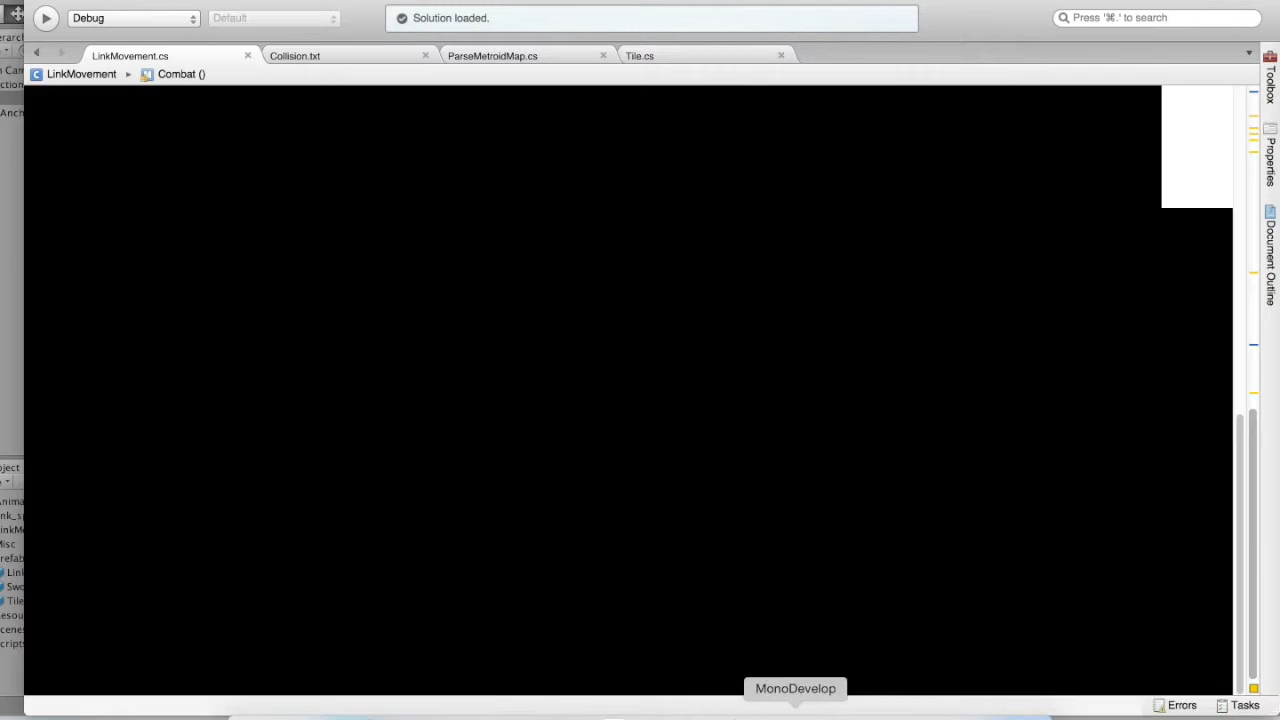 Debug
Default
Solution loaded.
Press '⌘.' to search
LinkMovement.cs
Collision.txt
ParseMetroidMap.cs
Tile.cs
LinkMovement
Combat ()
Toolbox
Properties
Document Outline
MonoDevelop
Errors
Tasks